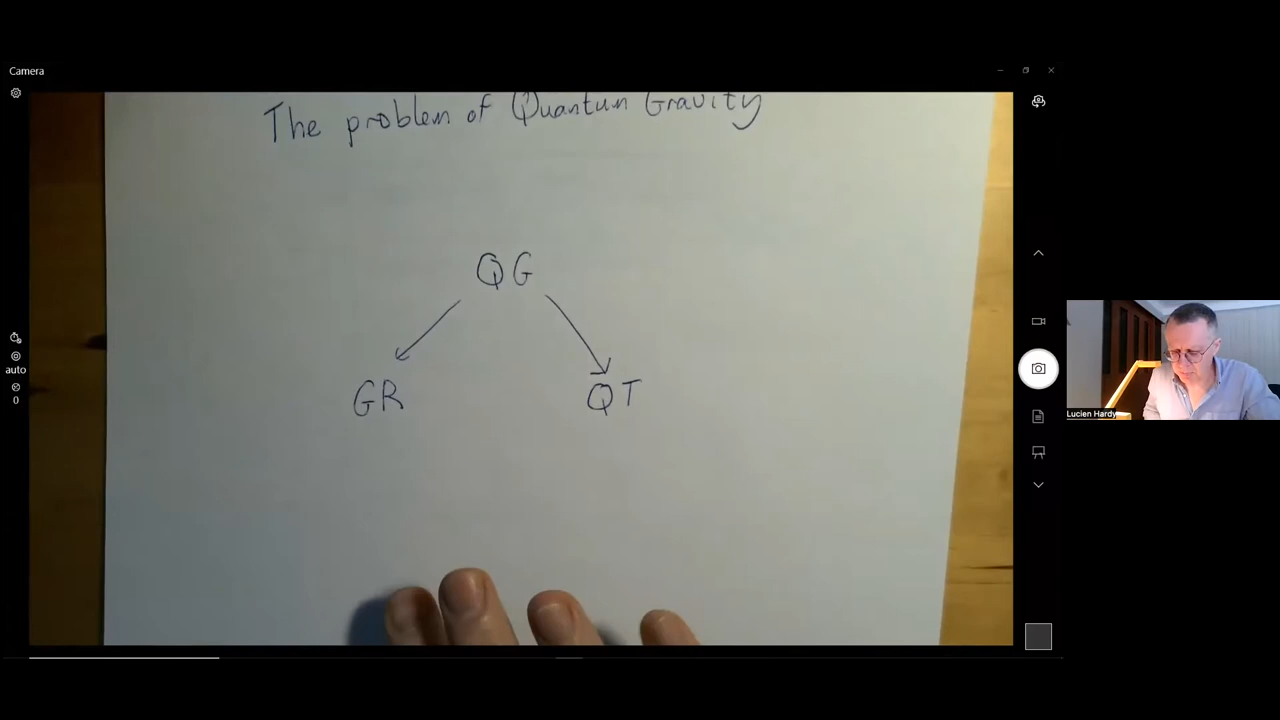 Camera
The problem of Quantum Gravity
QG
GR QT
auto
0
Lucien Hardy